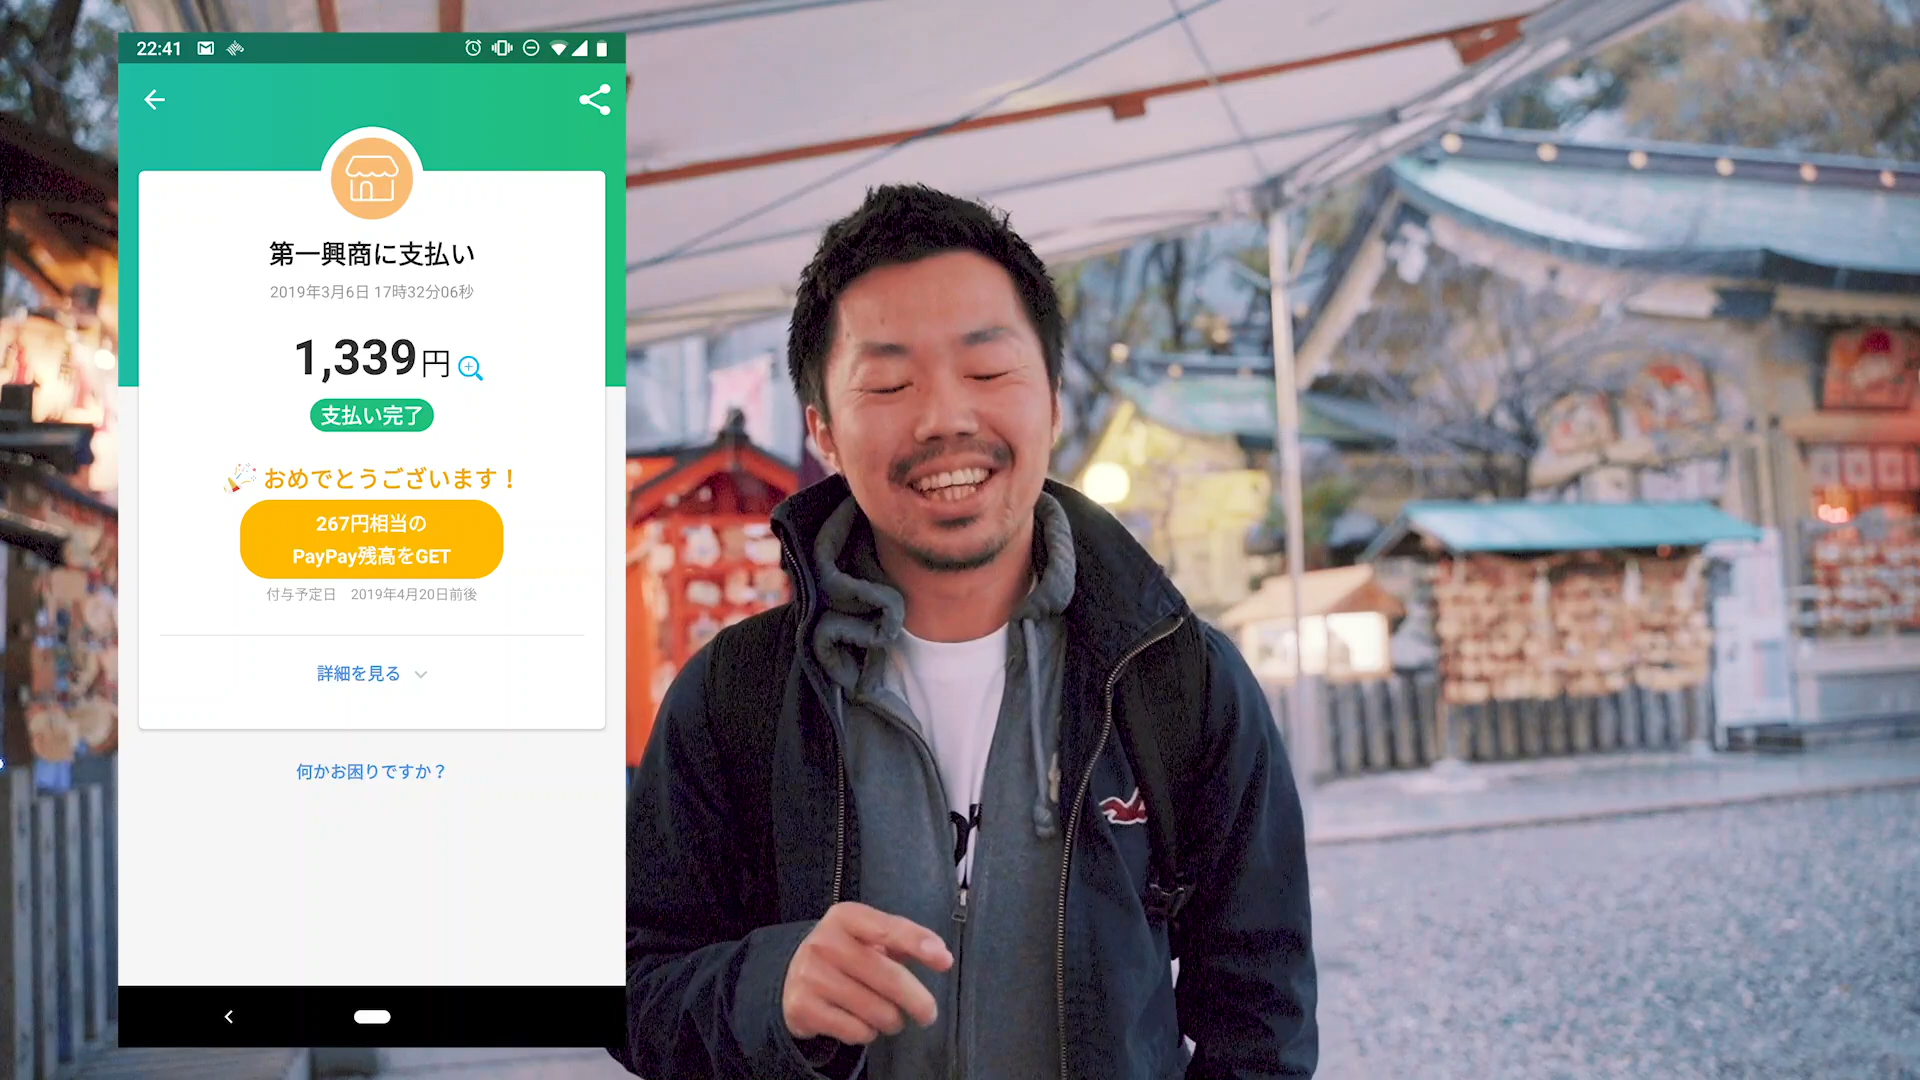 22:41
第一興商に支払い
2019年3月6日 17時32分06秒
1,339円
支払い完了
おめでとうございます！
267円相当の
PayPay残高をGET
付与予定日　2019年4月20日前後
詳細を見る
何かお困りですか？